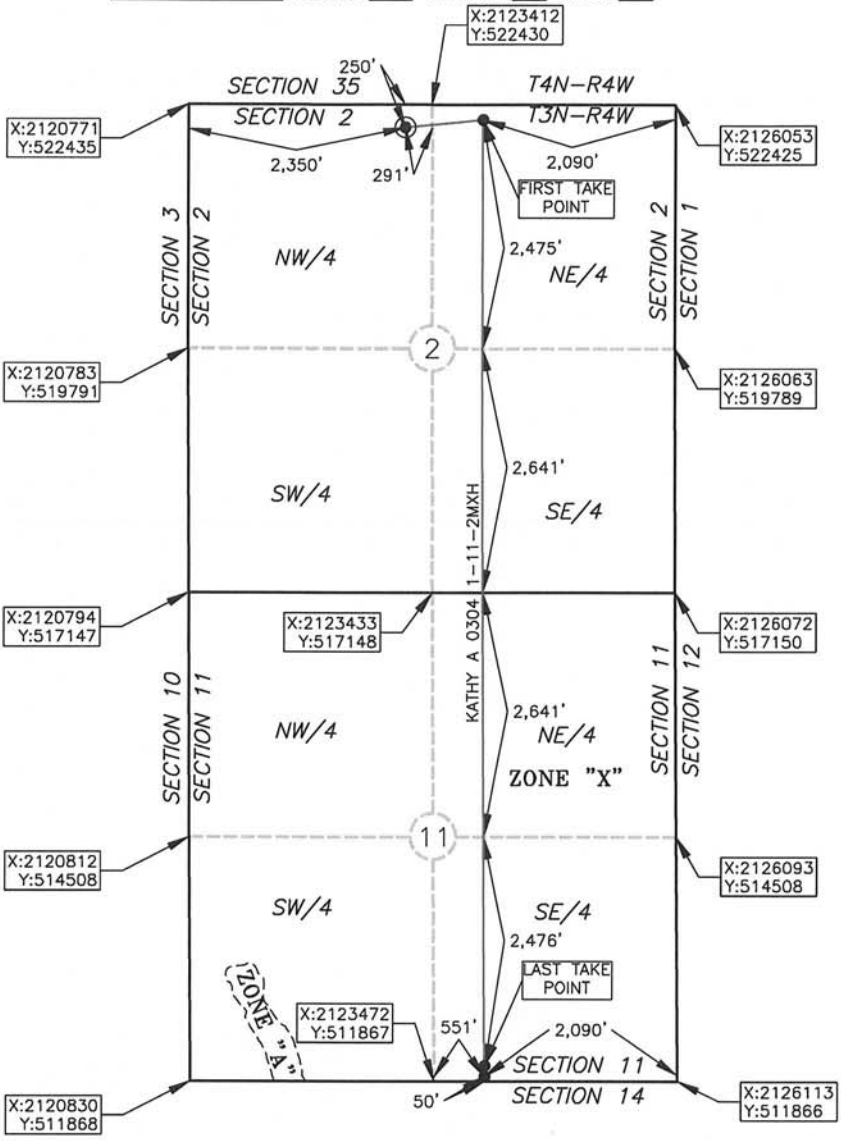 X:2123412
Y:522430
250'
SECTION 35
T4N-R4W
SECTION 2
T3N-R4W
X:2120771
Y:522435
X:2126053
Y:522425
2,350'
291'
2,090'
FIRST TAKE
POINT
SECTION 3
SECTION 2
NW/4
2,475'
NE/4
SECTION 2
SECTION 1
2
X:2120783
Y:519791
X:2126063
Y:519789
2,641'
SW/4
SE/4
KATHY A 0304 1-11-2MXH
X:2120794
Y:517147
X:2123433
Y:517148
X:2126072
Y:517150
SECTION 10
SECTION 11
NW/4
2,641'
NE/4
ZONE "X"
SECTION 11
SECTION 12
11
X:2120812
Y:514508
X:2126093
Y:514508
SW/4
SE/4
2,476'
LAST TAKE
POINT
ZONE "A"
X:2123472
Y:511867
551'
2,090'
SECTION 11
50'
SECTION 14
X:2120830
Y:511868
X:2126113
Y:511866